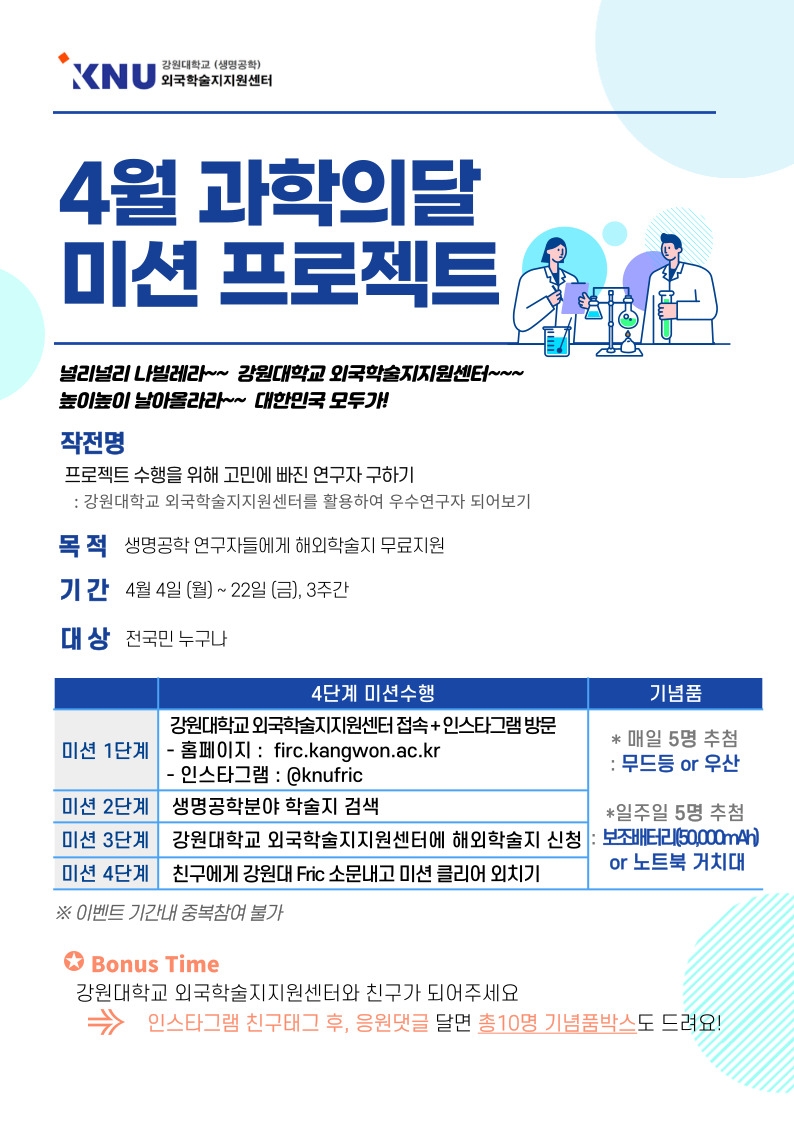 KNU 강원대학교 (생명공학)
외국학술지지원센터
4월 과학의달
미션 프로젝트
널리널리 나빌레라~~ 강원대학교 외국학술지지원센터~~~
높이높이 날아올라라~~ 대한민국 모두가!
작전명
프로젝트 수행을 위해 고민에 빠진 연구자 구하기
: 강원대학교 외국학술지지원센터를 활용하여 우수연구자 되어보기
목 적 생명공학 연구자들에게 해외학술지 무료지원
기 간 4월 4일 (월) ~ 22일 (금), 3주간
대 상 전국민 누구나
4단계 미션수행 기념품
미션 1단계
강원대학교 외국학술지지원센터 접속 + 인스타그램 방문
- 홈페이지 : firc.kangwon.ac.kr
- 인스타그램 : @knufric
미션 2단계 생명공학분야 학술지 검색
미션 3단계 강원대학교 외국학술지지원센터에 해외학술지 신청
미션 4단계 친구에게 강원대 Fric 소문내고 미션 클리어 외치기
* 매일 5명 추첨
: 무드등 or 우산
*일주일 5명 추첨
: 보조배터리(50,000mAh)
or 노트북 거치대
※ 이벤트 기간내 중복참여 불가
Bonus Time
강원대학교 외국학술지지원센터와 친구가 되어주세요
인스타그램 친구태그 후, 응원댓글 달면 총10명 기념품박스도 드려요!